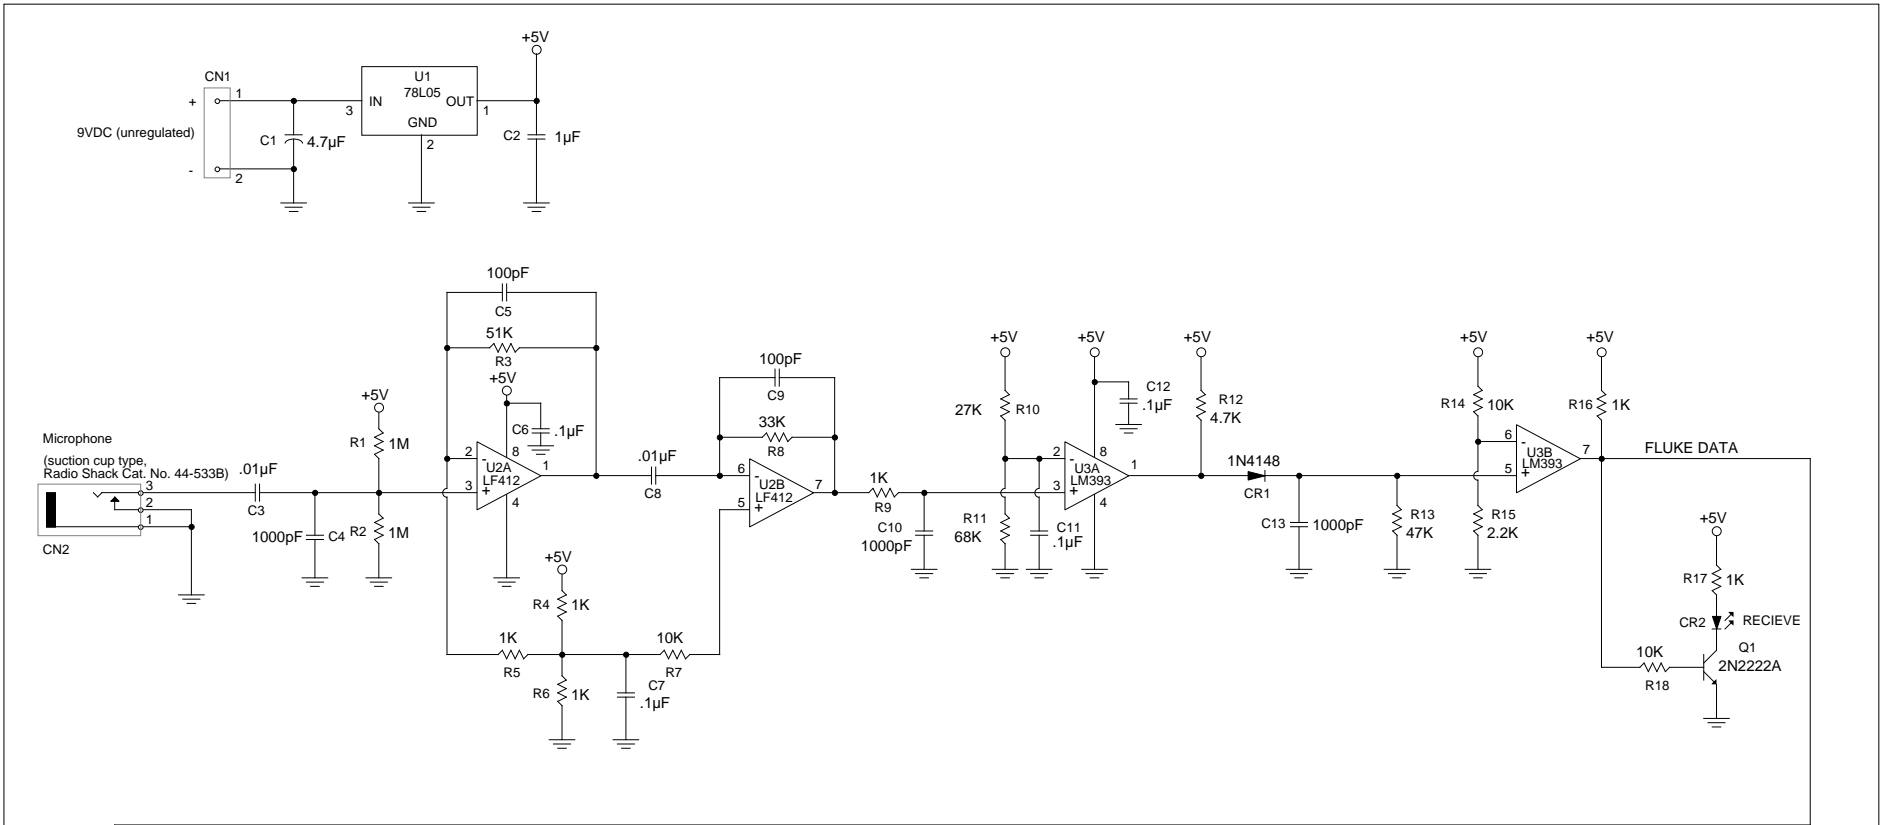 +5V
CN1
1
+
9VDC (unregulated)
-
2
C1
4.7µF
U1
78L05
IN
OUT
GND
3
1
2
C2
1µF
100pF
C5
51K
R3
+5V
C6
.1µF
+5V
R1
1M
Microphone
(suction cup type,
Radio Shack Cat. No. 44-533B)
.01µF
C3
3
2
1
CN2
1000pF
C4
R2
1M
2
-
3
+
U2A
LF412
8
1
4
.01µF
C8
100pF
C9
33K
R8
6
-
5
+
U2B
LF412
7
+5V
R4
1K
1K
R5
R6
1K
C7
.1µF
10K
R7
1K
R9
C10
1000pF
+5V
27K
R10
R11
68K
C11
.1µF
+5V
C12
.1µF
2
-
3
+
U3A
LM393
8
1
4
+5V
R12
4.7K
1N4148
CR1
C13
1000pF
R13
47K
+5V
R14
10K
R15
2.2K
6
-
5
+
U3B
LM393
7
+5V
R16
1K
FLUKE DATA
+5V
R17
1K
CR2
RECIEVE
Q1
2N2222A
10K
R18